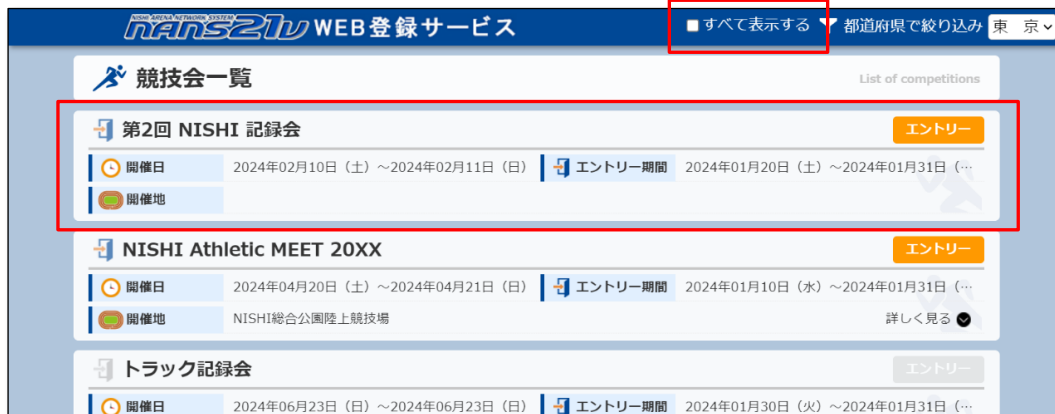 NISHI ARENA NETWORK SYSTEM
NANS21V WEB登録サービス すべて表示する 都道府県で絞り込み 東 京
競技会一覧 List of competitions
第2回 NISHI 記録会 エントリー
開催日 2024年02月10日（土）～2024年02月11日（日） エントリー期間 2024年01月20日（土）～2024年01月31日（…
開催地
NISHI Athletic MEET 20XX エントリー
開催日 2024年04月20日（土）～2024年04月21日（日） エントリー期間 2024年01月10日（水）～2024年01月31日（…
開催地 NISHI総合公園陸上競技場 詳しく見る
トラック記録会 エントリー
開催日 2024年06月23日（日）～2024年06月23日（日） エントリー期間 2024年01月30日（火）～2024年01月31日（…